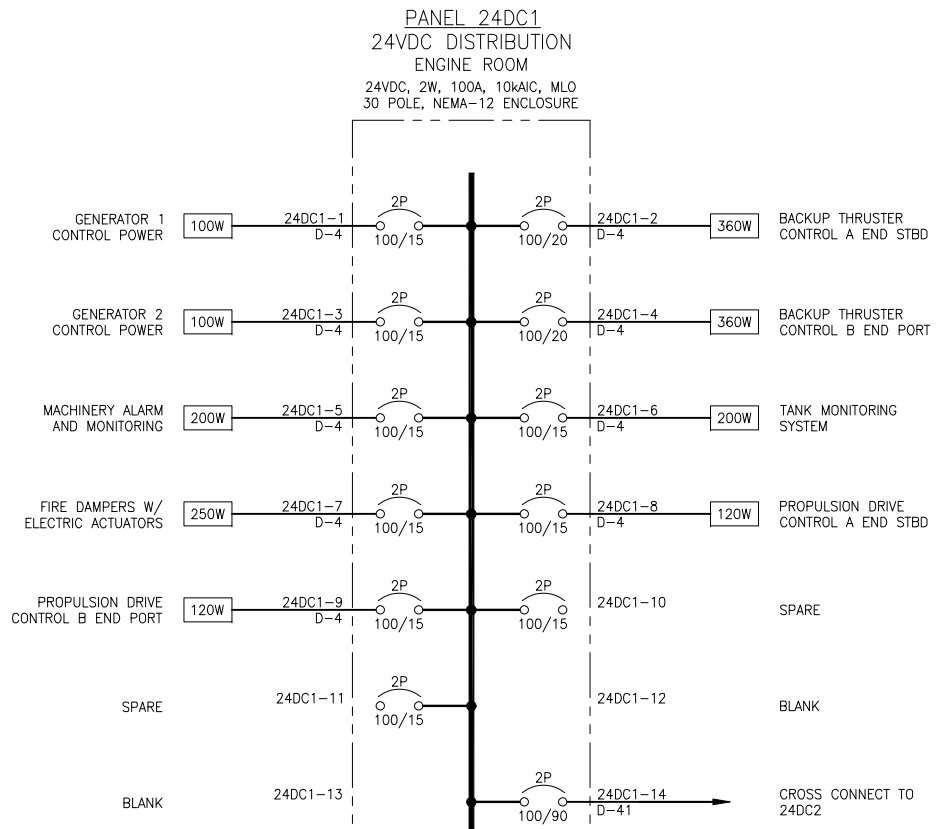 PANEL 24DC1
24VDC DISTRIBUTION
ENGINE ROOM
24VDC, 2W, 100A, 10kAIC, MLO
30 POLE, NEMA-12 ENCLOSURE
GENERATOR 1
CONTROL POWER
100W
24DC1-1
D-4
2P
100/15
2P
100/20
24DC1-2
D-4
360W
BACKUP THRUSTER
CONTROL A END STBD
GENERATOR 2
CONTROL POWER
100W
24DC1-3
D-4
2P
100/15
2P
100/20
24DC1-4
D-4
360W
BACKUP THRUSTER
CONTROL B END PORT
MACHINERY ALARM
AND MONITORING
200W
24DC1-5
D-4
2P
100/15
2P
100/15
24DC1-6
D-4
200W
TANK MONITORING
SYSTEM
FIRE DAMPERS W/
ELECTRIC ACTUATORS
250W
24DC1-7
D-4
2P
100/15
2P
100/15
24DC1-8
D-4
120W
PROPULSION DRIVE
CONTROL A END STBD
PROPULSION DRIVE
CONTROL B END PORT
120W
24DC1-9
D-4
2P
100/15
2P
100/15
24DC1-10
SPARE
SPARE
24DC1-11
2P
100/15
24DC1-12
BLANK
BLANK
24DC1-13
2P
100/90
24DC1-14
D-41
CROSS CONNECT TO
24DC2